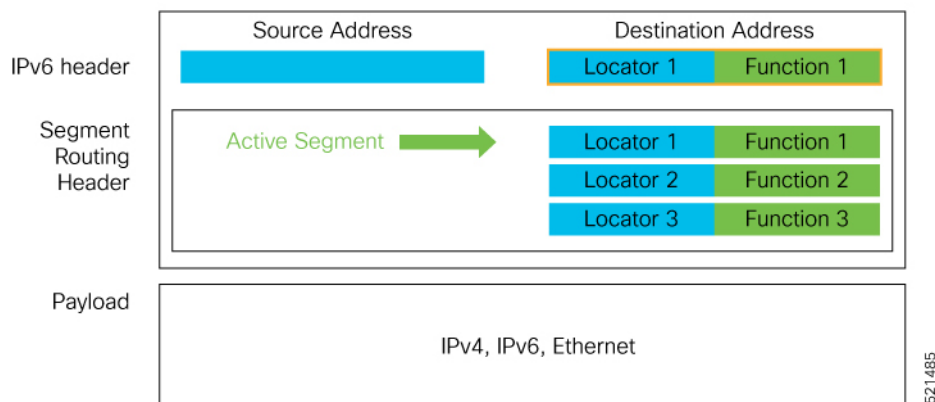 Source Address
Destination Address
IPv6 header
Locator 1
Function 1
Segment
Routing
Header
Active Segment
Locator 1
Function 1
Locator 2
Function 2
Locator 3
Function 3
Payload
IPv4, IPv6, Ethernet
521485